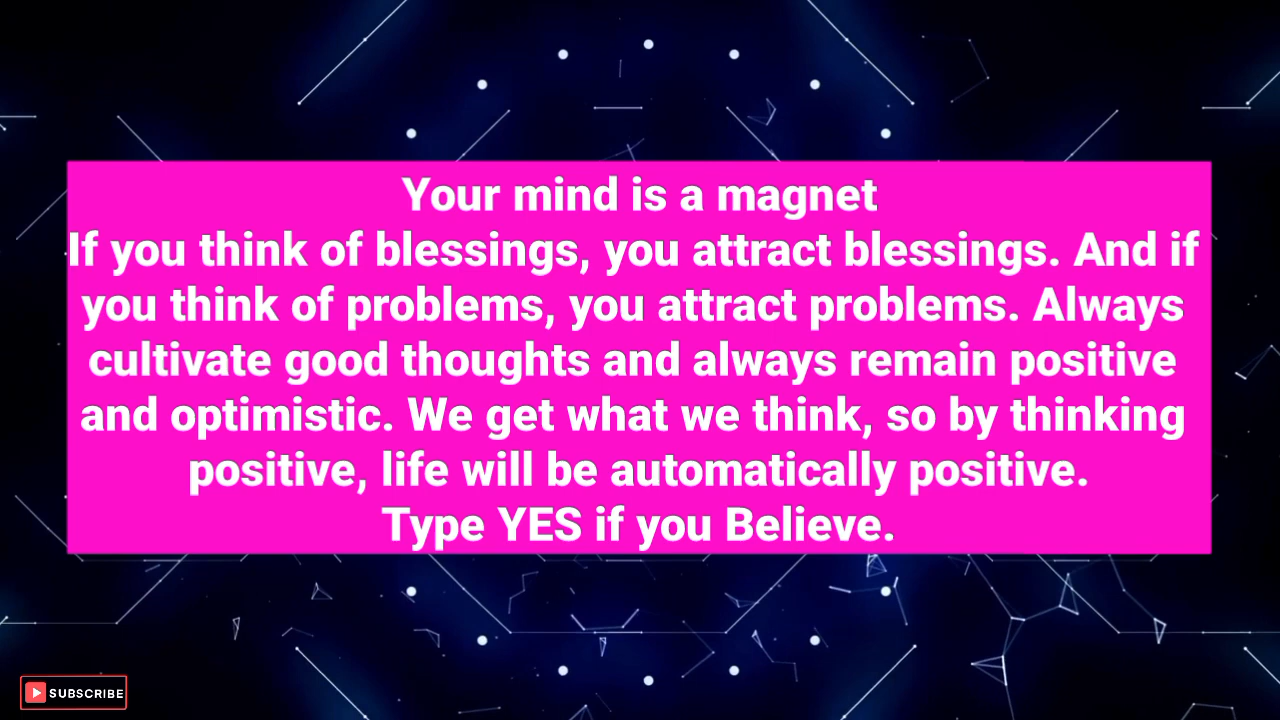 Your mind is a magnet
If you think of blessings, you attract blessings. And if
you think of problems, you attract problems. Always
cultivate good thoughts and always remain positive
and optimistic. We get what we think, so by thinking
positive, life will be automatically positive.
Type YES if you Believe.
SUBSCRIBE